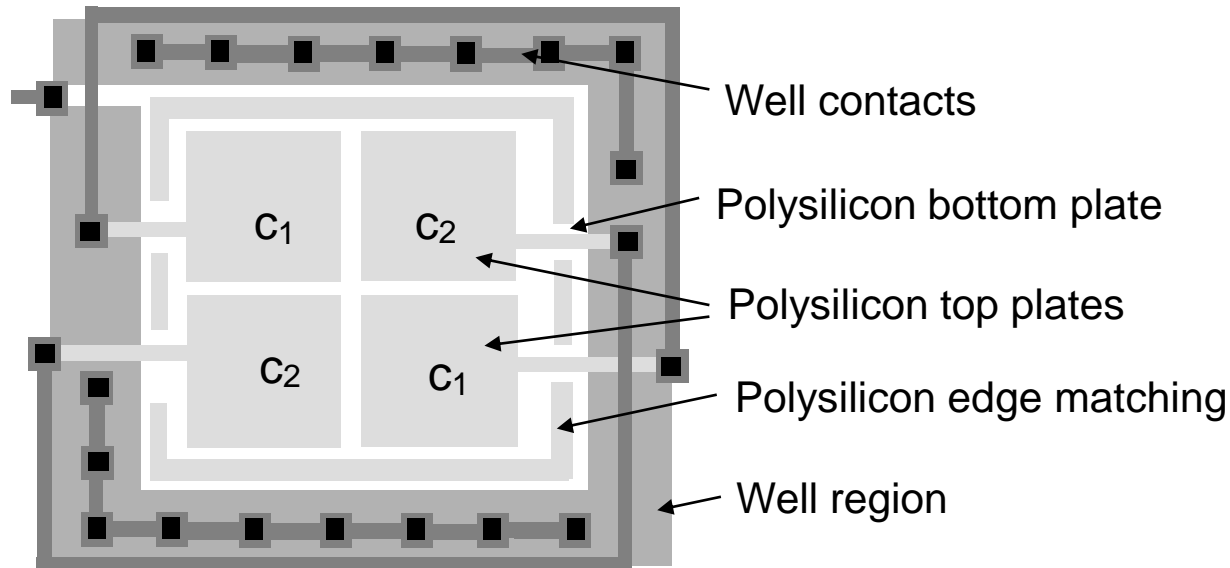 Well contacts
Polysilicon bottom plate
c₁ c₂
Polysilicon top plates
c₂ c₁
Polysilicon edge matching
Well region